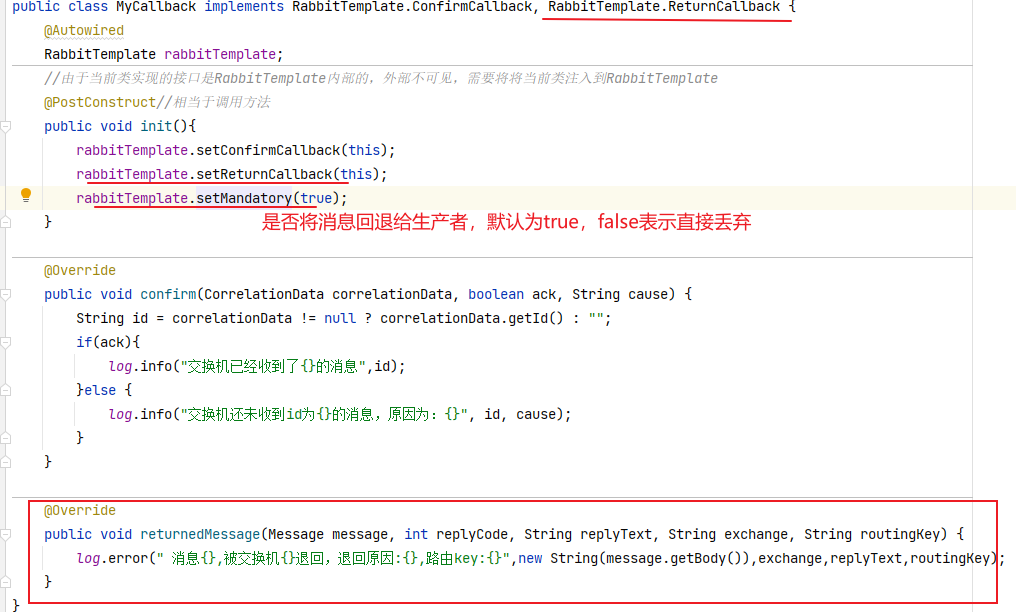 public class MyCallback implements RabbitTemplate.ConfirmCallback, RabbitTemplate.ReturnCallback {
@Autowired
RabbitTemplate rabbitTemplate;
//由于当前类实现的接口是RabbitTemplate内部的，外部不可见，需要将将当前类注入到RabbitTemplate
@PostConstruct//相当于调用方法
public void init(){
rabbitTemplate.setConfirmCallback(this);
rabbitTemplate.setReturnCallback(this);
rabbitTemplate.setMandatory(true);
} 是否将消息回退给生产者，默认为true，false表示直接丢弃
@Override
public void confirm(CorrelationData correlationData, boolean ack, String cause) {
String id = correlationData != null ? correlationData.getId() : "";
if(ack){
log.info("交换机已经收到了{}的消息",id);
}else {
log.info("交换机还未收到id为{}的消息，原因为：{}", id, cause);
}
}
@Override
public void returnedMessage(Message message, int replyCode, String replyText, String exchange, String routingKey) {
log.error(" 消息{},被交换机{}退回，退回原因:{},路由key:{}",new String(message.getBody()),exchange,replyText,routingKey);
}
}